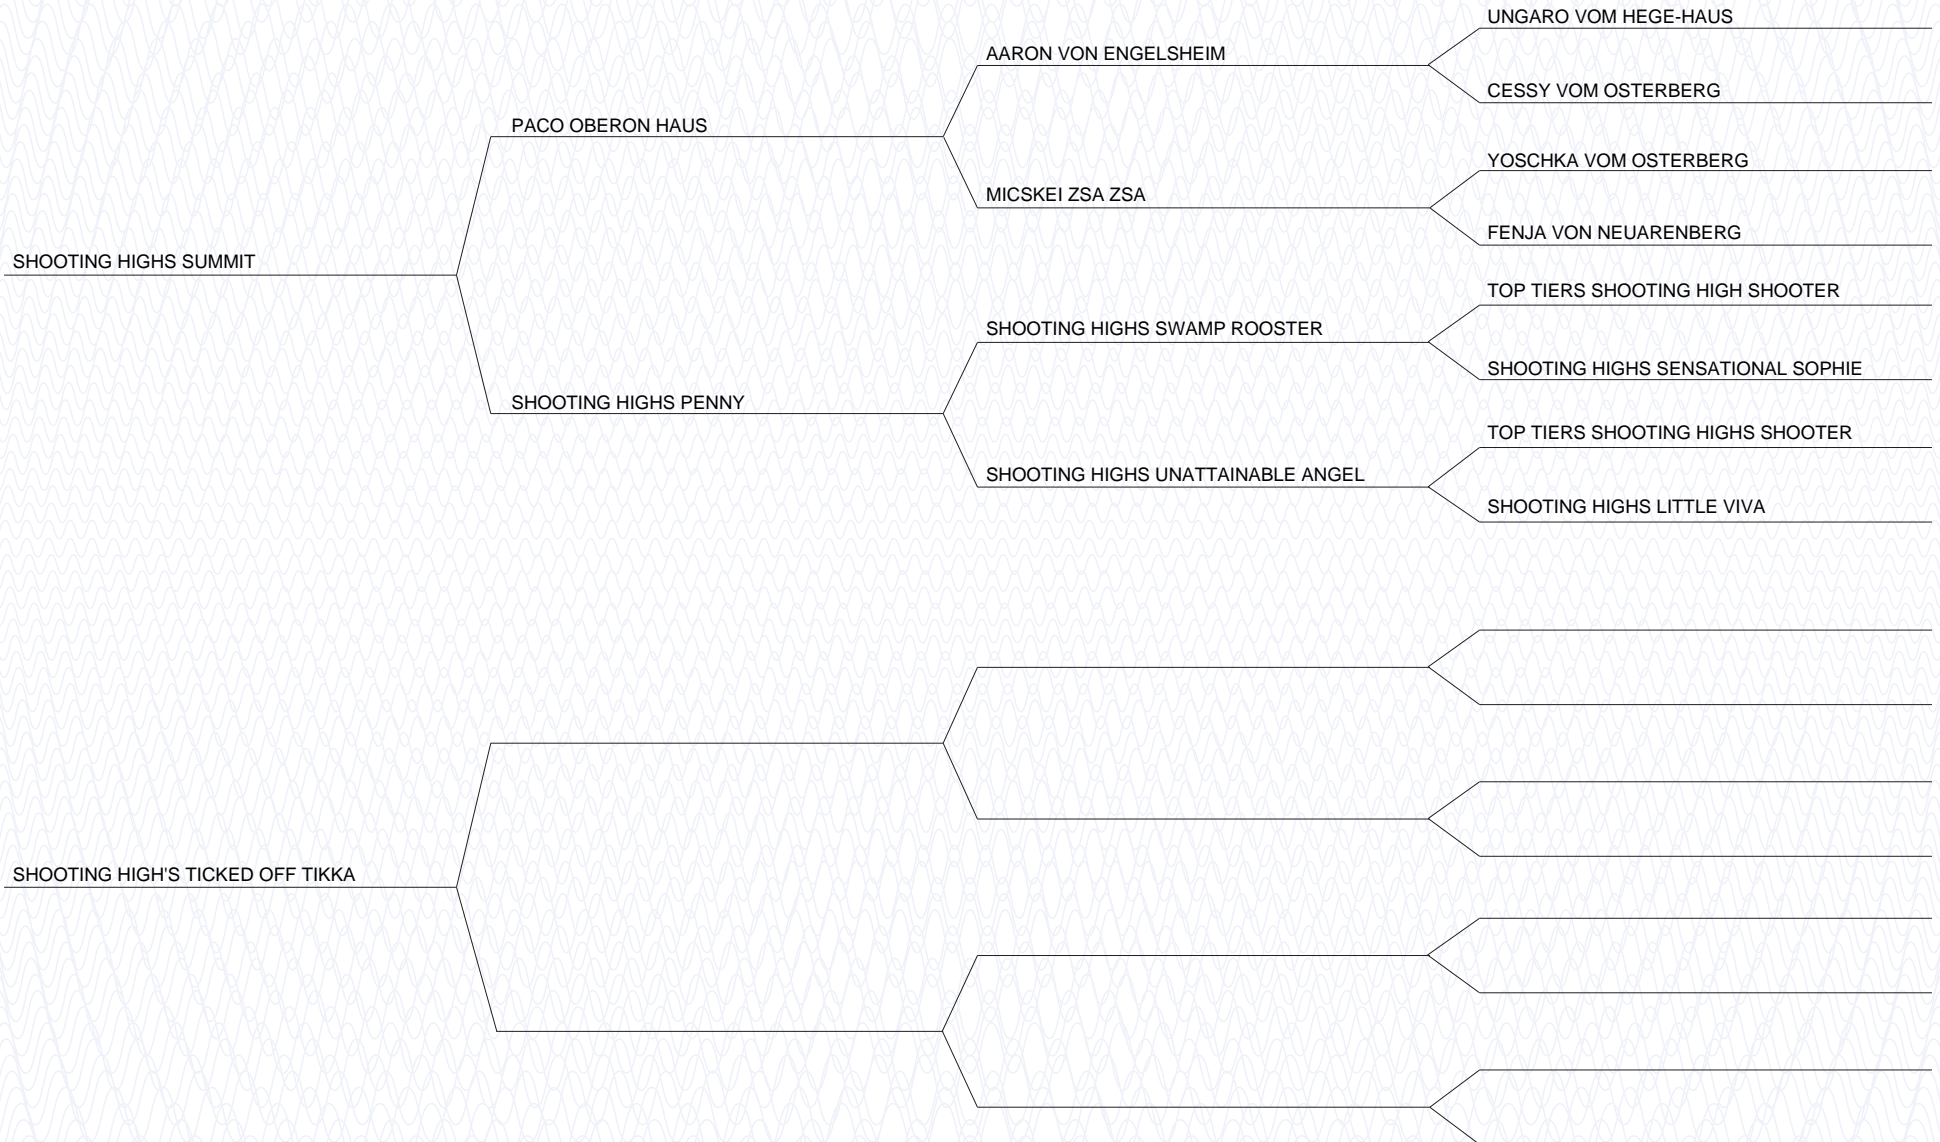 UNGARO VOM HEGE-HAUS
AARON VON ENGELSHEIM
CESSY VOM OSTERBERG
PACO OBERON HAUS
YOSCHKA VOM OSTERBERG
MICSKEI ZSA ZSA
FENJA VON NEUARENBERG
SHOOTING HIGHS SUMMIT
TOP TIERS SHOOTING HIGH SHOOTER
SHOOTING HIGHS SWAMP ROOSTER
SHOOTING HIGHS SENSATIONAL SOPHIE
SHOOTING HIGHS PENNY
TOP TIERS SHOOTING HIGHS SHOOTER
SHOOTING HIGHS UNATTAINABLE ANGEL
SHOOTING HIGHS LITTLE VIVA
SHOOTING HIGH'S TICKED OFF TIKKA